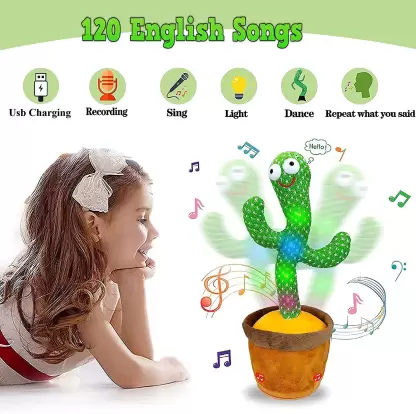 120 English Songs
Usb Charging Recording Sing Light Dance Repeat what you said
Hello!